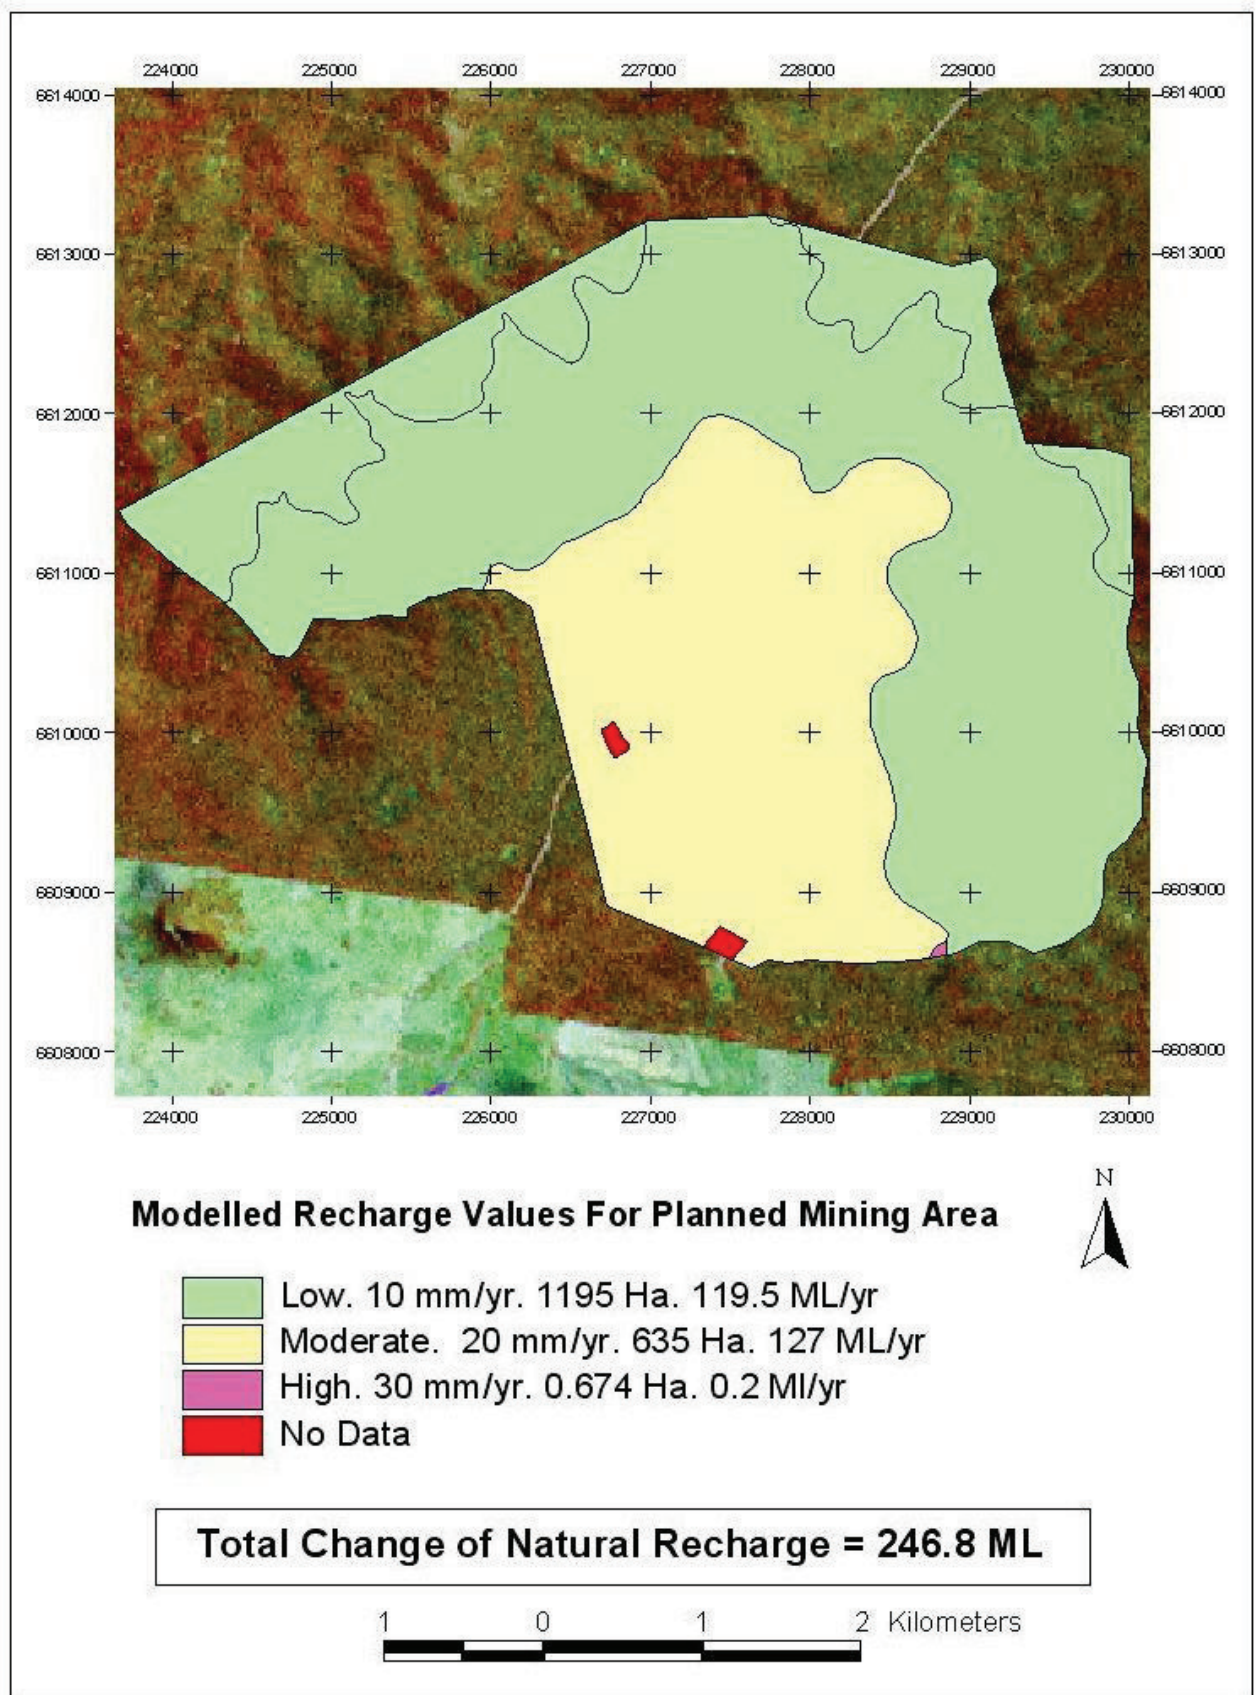 224000 225000 226000 227000 228000 229000 230000
6614000 6614000
6613000 6613000
6612000 6612000
6611000 6611000
6610000 6610000
6609000 6609000
6608000 6608000
224000 225000 226000 227000 228000 229000 230000
N
Modelled Recharge Values For Planned Mining Area
Low. 10 mm/yr. 1195 Ha. 119.5 ML/yr
Moderate. 20 mm/yr. 635 Ha. 127 ML/yr
High. 30 mm/yr. 0.674 Ha. 0.2 Ml/yr
No Data
Total Change of Natural Recharge = 246.8 ML
1 0 1 2 Kilometers